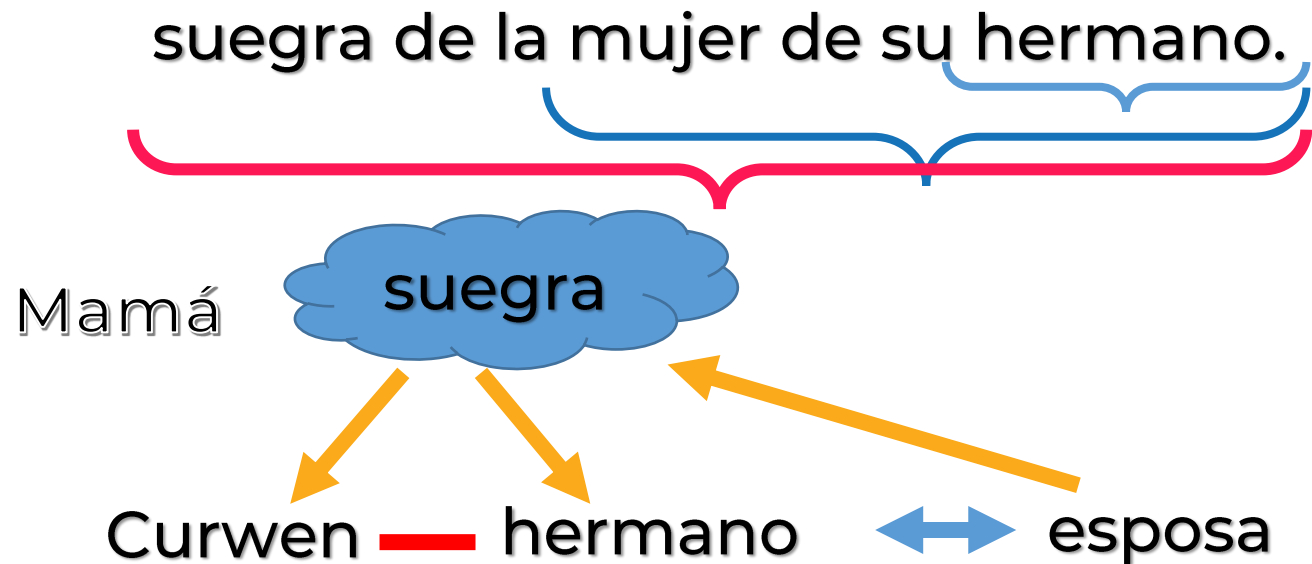 suegra de la mujer de su hermano.
suegra
Mamá
Curwen hermano esposa